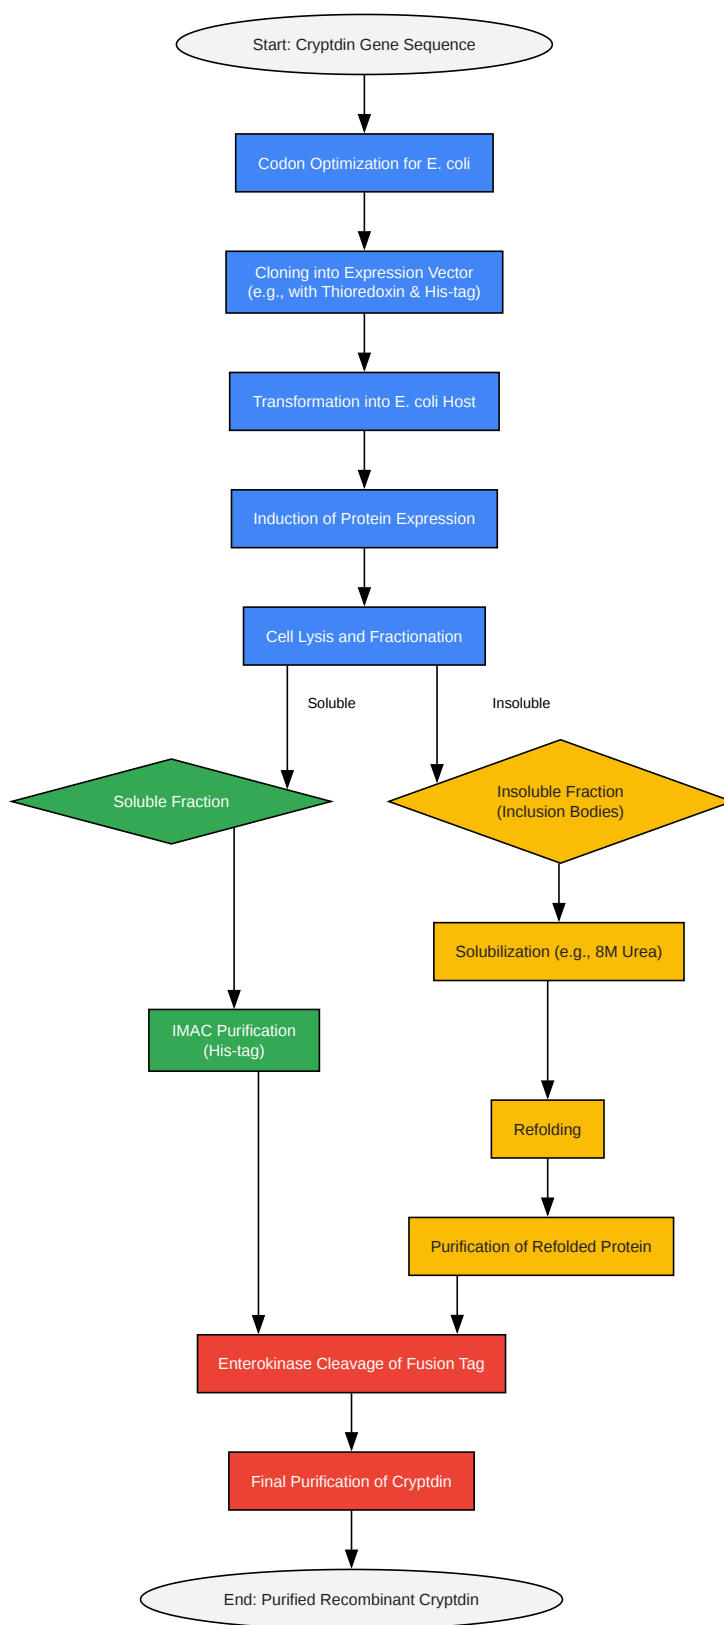 Start: Cryptdin Gene Sequence
Codon Optimization for E. coli
Cloning into Expression Vector
(e.g., with Thioredoxin & His-tag)
Transformation into E. coli Host
Induction of Protein Expression
Cell Lysis and Fractionation
Soluble
Insoluble
Soluble Fraction
Insoluble Fraction
(Inclusion Bodies)
Solubilization (e.g., 8M Urea)
IMAC Purification
(His-tag)
Refolding
Purification of Refolded Protein
Enterokinase Cleavage of Fusion Tag
Final Purification of Cryptdin
End: Purified Recombinant Cryptdin